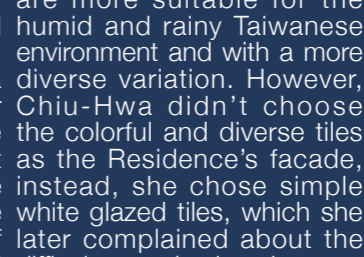 are more suitable for the
humid and rainy Taiwanese
environment and with a more
diverse variation. However,
Chiu-Hwa didn't choose
the colorful and diverse tiles
as the Residence's facade,
instead, she chose simple
white glazed tiles, which she
later complained about the